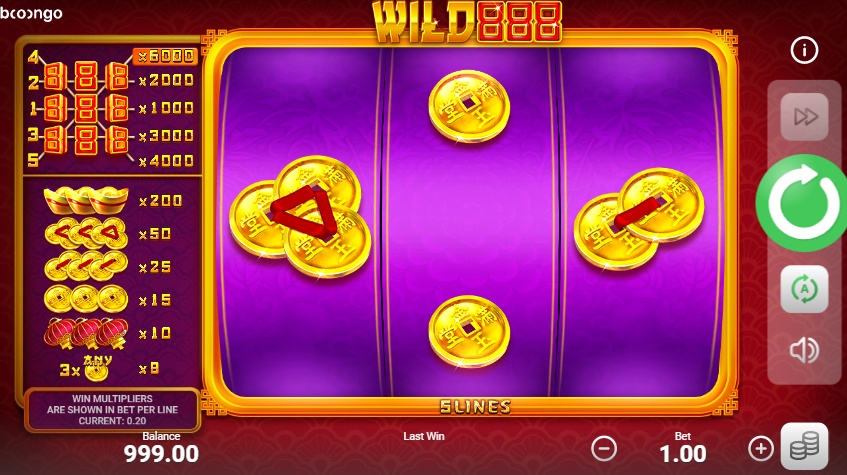 booongo
WILD 888
4
x6000
2
x2000
1
x1000
3
x3000
5
x4000
x200
x50
x25
x15
x10
ANY
3x
x8
WIN MULTIPLIERS
ARE SHOWN IN BET PER LINE
CURRENT: 0.20
5 LINES
Balance
999.00
Last Win
Bet
1.00
A